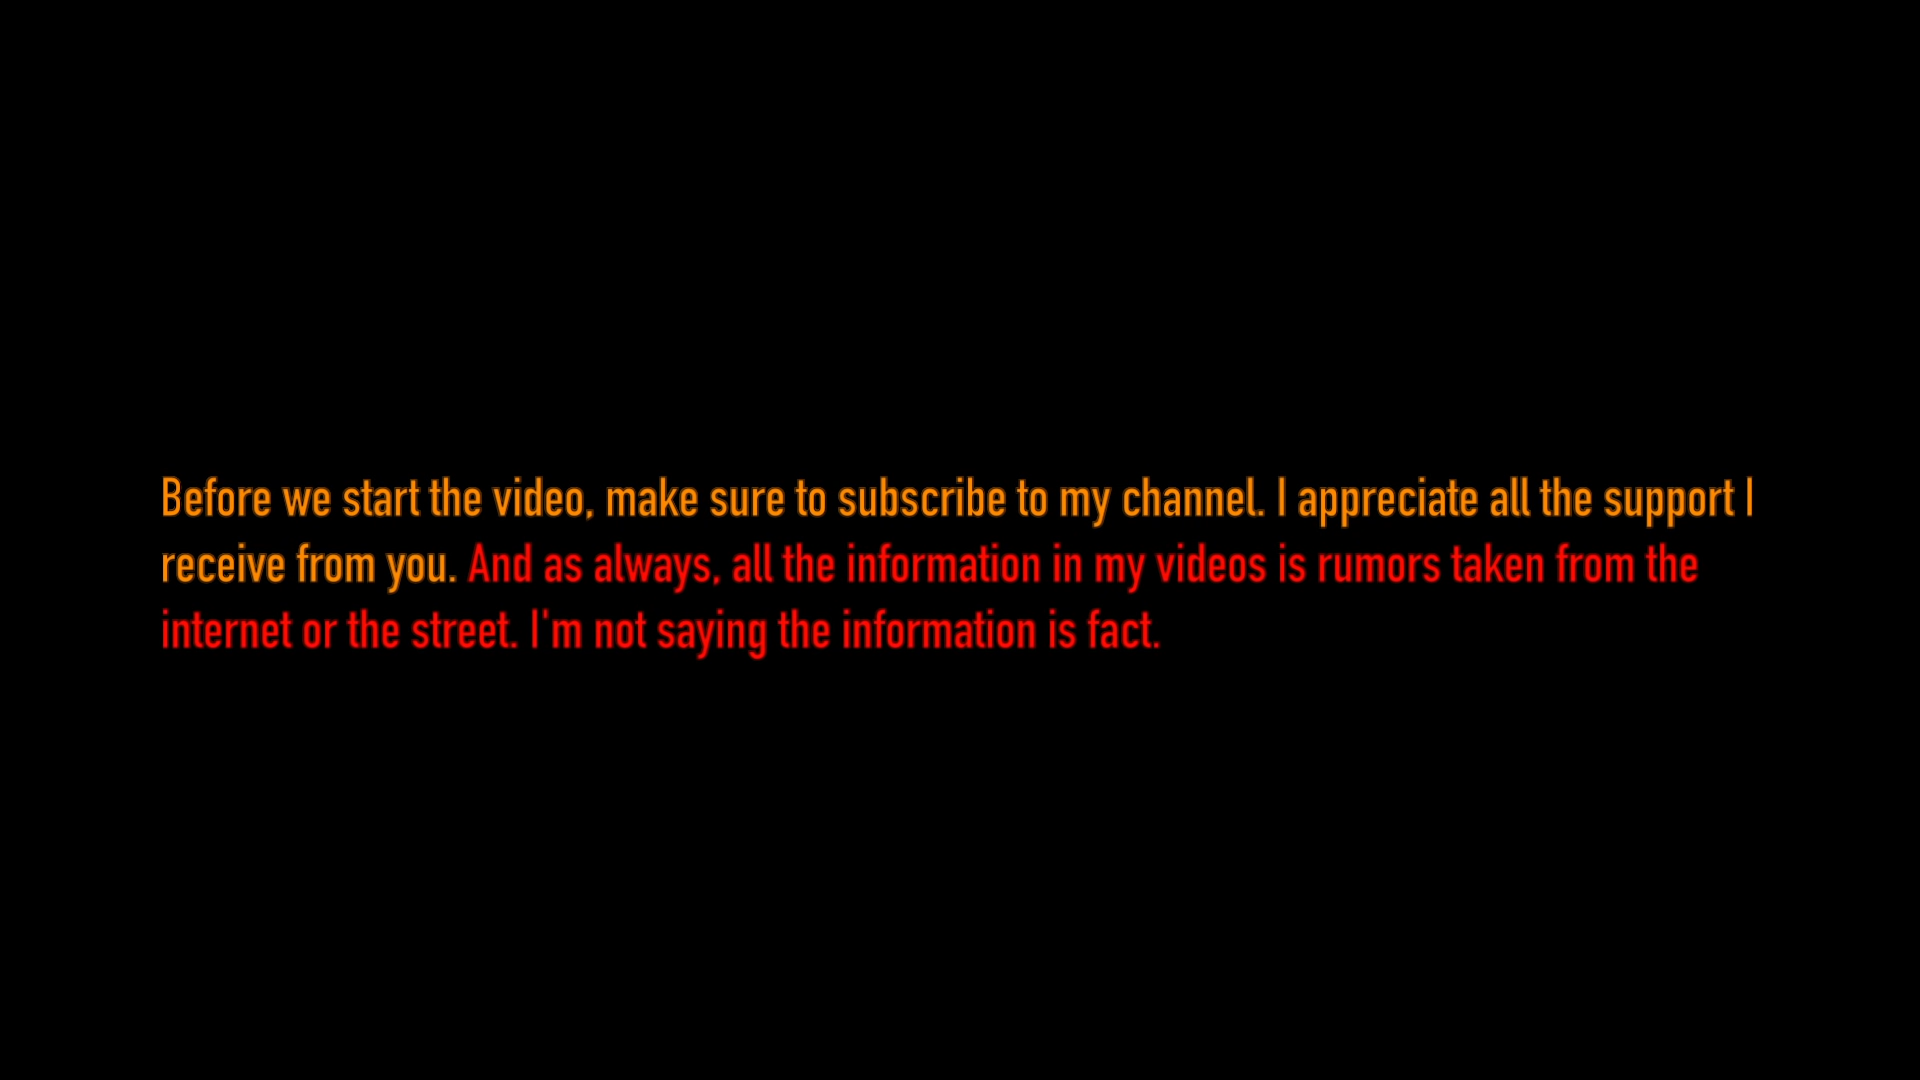 Before we start the video, make sure to subscribe to my channel. I appreciate all the support I
receive from you. And as always, all the information in my videos is rumors taken from the
internet or the street. I'm not saying the information is fact.